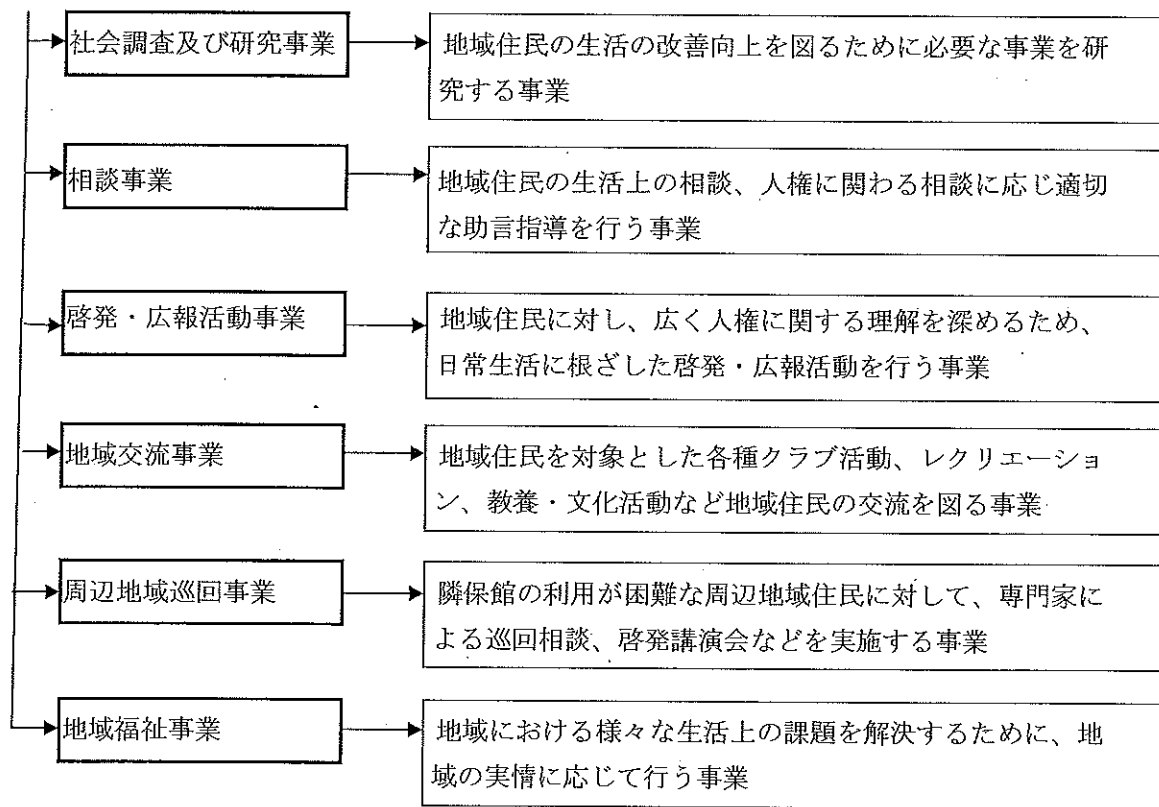 社会調査及び研究事業
地域住民の生活の改善向上を図るために必要な事業を研
究する事業
相談事業
地域住民の生活上の相談、人権に関わる相談に応じ適切
な助言指導を行う事業
啓発・広報活動事業
地域住民に対し、広く人権に関する理解を深めるため、
日常生活に根ざした啓発・広報活動を行う事業
地域交流事業
地域住民を対象とした各種クラブ活動、レクリエーショ
ン、教養・文化活動など地域住民の交流を図る事業
周辺地域巡回事業
隣保館の利用が困難な周辺地域住民に対して、専門家に
よる巡回相談、啓発講演会などを実施する事業
地域福祉事業
地域における様々な生活上の課題を解決するために、地
域の実情に応じて行う事業